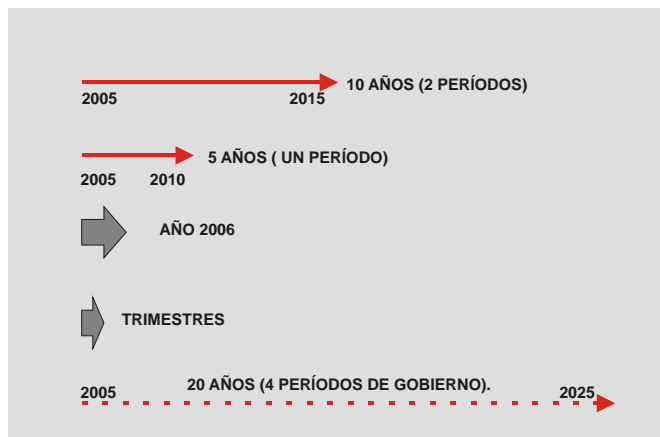 10 AÑOS (2 PERÍODOS)
2005 2015
5 AÑOS ( UN PERÍODO)
2005 2010
AÑO 2006
TRIMESTRES
2005 20 AÑOS (4 PERÍODOS DE GOBIERNO). 2025